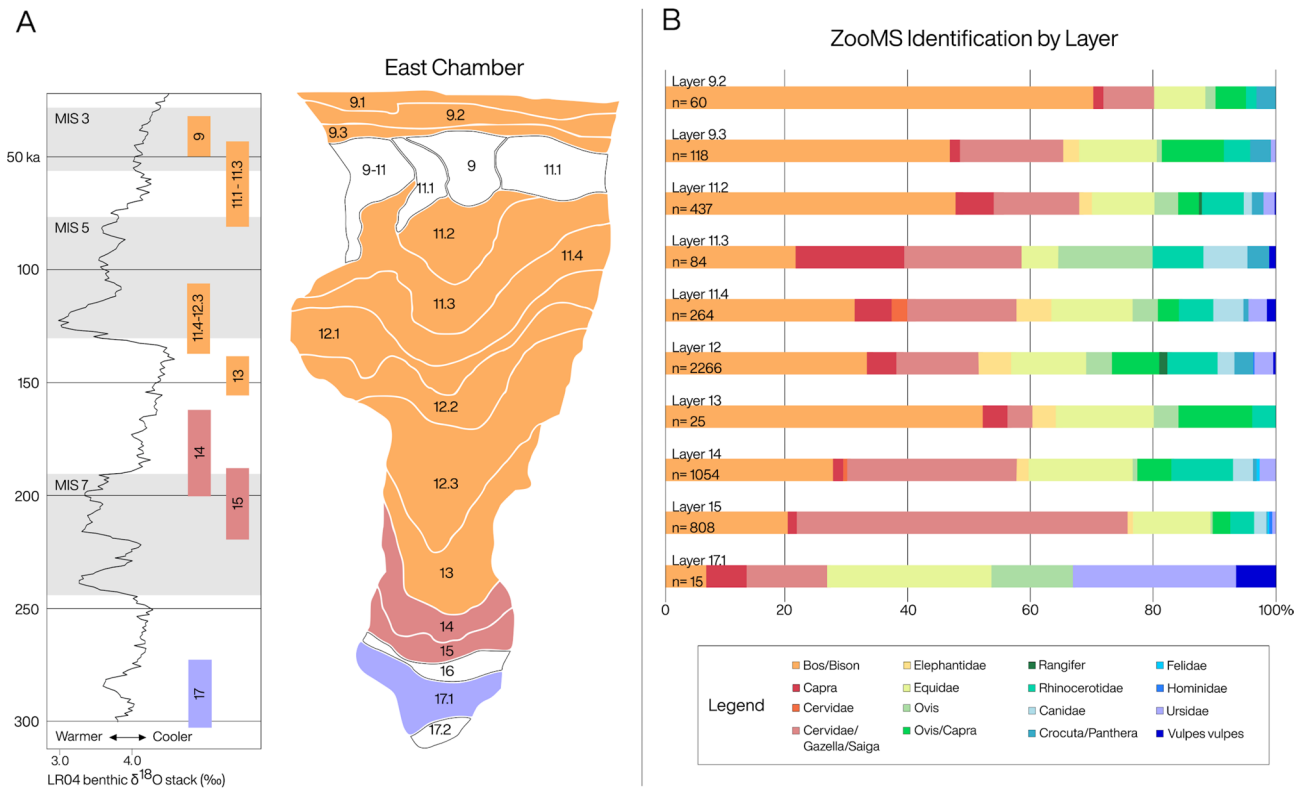 A
East Chamber
MIS 3
50 ka
MIS 5
100
150
MIS 7
200
250
300
9
11.1 - 11.3
11.4-12.3
13
14
15
17
Warmer
Cooler
3.0
4.0
LR04 benthic δ18O stack (‰)
9.1
9.2
9.3
9-11
11.1
9
11.1
11.2
11.4
11.3
12.1
12.2
12.3
13
14
15
16
17.1
17.2
B
ZooMS Identification by Layer
Layer 9.2
n= 60
Layer 9.3
n= 118
Layer 11.2
n= 437
Layer 11.3
n= 84
Layer 11.4
n= 264
Layer 12
n= 2266
Layer 13
n= 25
Layer 14
n= 1054
Layer 15
n= 808
Layer 17.1
n= 15
0 20 40 60 80 100%
Legend
Bos/Bison
Capra
Cervidae
Cervidae/
Gazella/Saiga
Elephantidae
Equidae
Ovis
Ovis/Capra
Rangifer
Rhinocerotidae
Canidae
Crocuta/Panthera
Felidae
Hominidae
Ursidae
Vulpes vulpes